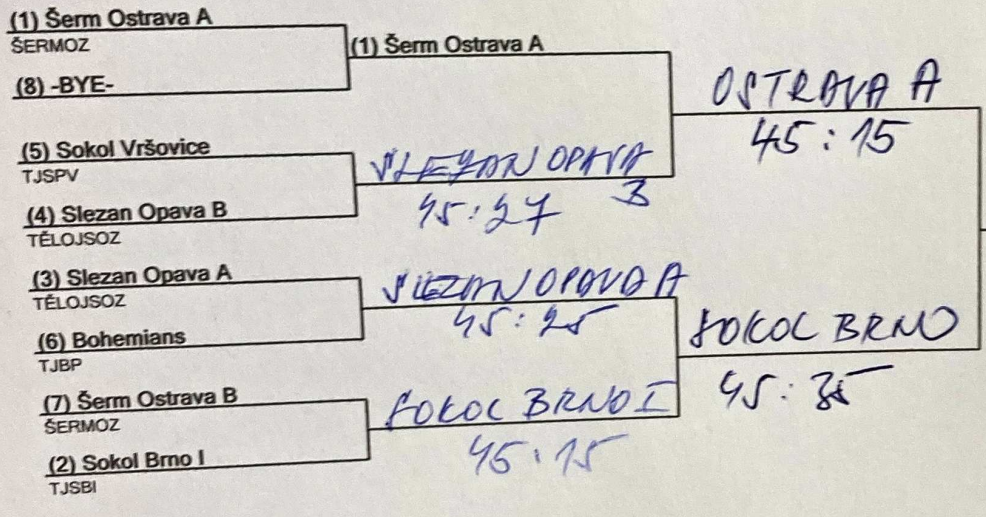 (1) Šerm Ostrava A
ŠERMOZ
(8) -BYE-
(5) Sokol Vršovice
TJSPV
(4) Slezan Opava B
TĚLOJSOZ
(3) Slezan Opava A
TĚLOJSOZ
(6) Bohemians
TJBP
(7) Šerm Ostrava B
ŠERMOZ
(2) Sokol Brno I
TJSBI
(1) Šerm Ostrava A
SLEZAN OPAVA
B
45:27
SLEZAN OPAVA A
45:25
SOKOL BRNO I
45:15
OSTRAVA A
45:15
SOKOL BRNO
45:35